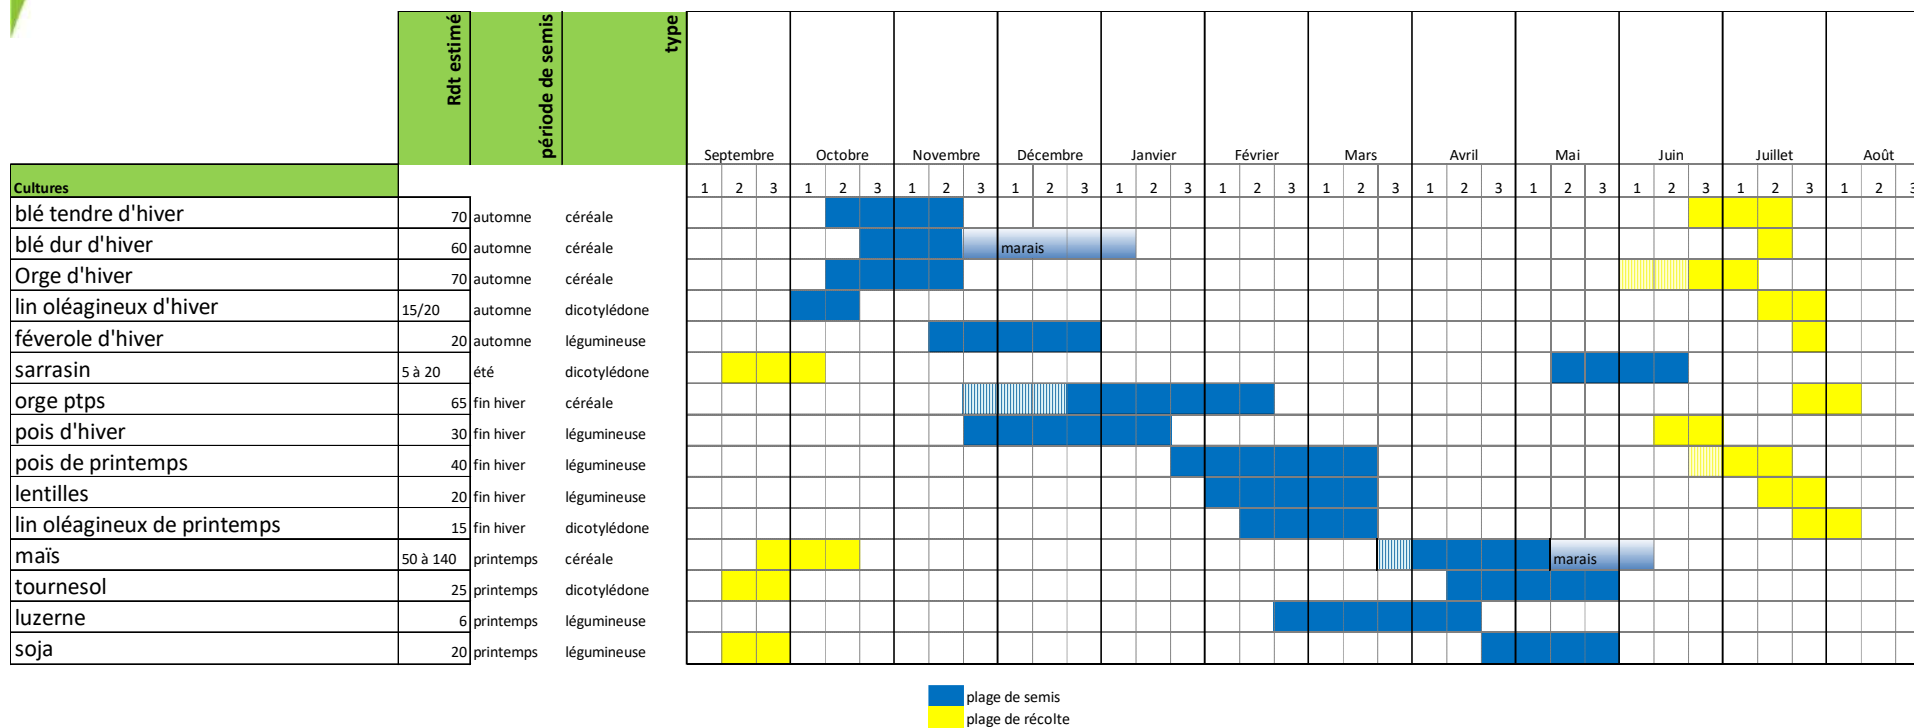 Rdt estimé période de semis type
Septembre Octobre Novembre Décembre Janvier Février Mars Avril Mai Juin Juillet Août
Cultures 1 2 3 1 2 3 1 2 3 1 2 3 1 2 3 1 2 3 1 2 3 1 2 3 1 2 3 1 2 3 1 2 3 1 2 3
blé tendre d'hiver 70 automne céréale
blé dur d'hiver 60 automne céréale marais
Orge d'hiver 70 automne céréale
lin oléagineux d'hiver 15/20 automne dicotylédone
féverole d'hiver 20 automne légumineuse
sarrasin 5 à 20 été dicotylédone
orge ptps 65 fin hiver céréale
pois d'hiver 30 fin hiver légumineuse
pois de printemps 40 fin hiver légumineuse
lentilles 20 fin hiver légumineuse
lin oléagineux de printemps 15 fin hiver dicotylédone
maïs 50 à 140 printemps céréale marais
tournesol 25 printemps dicotylédone
luzerne 6 printemps légumineuse
soja 20 printemps légumineuse
plage de semis
plage de récolte